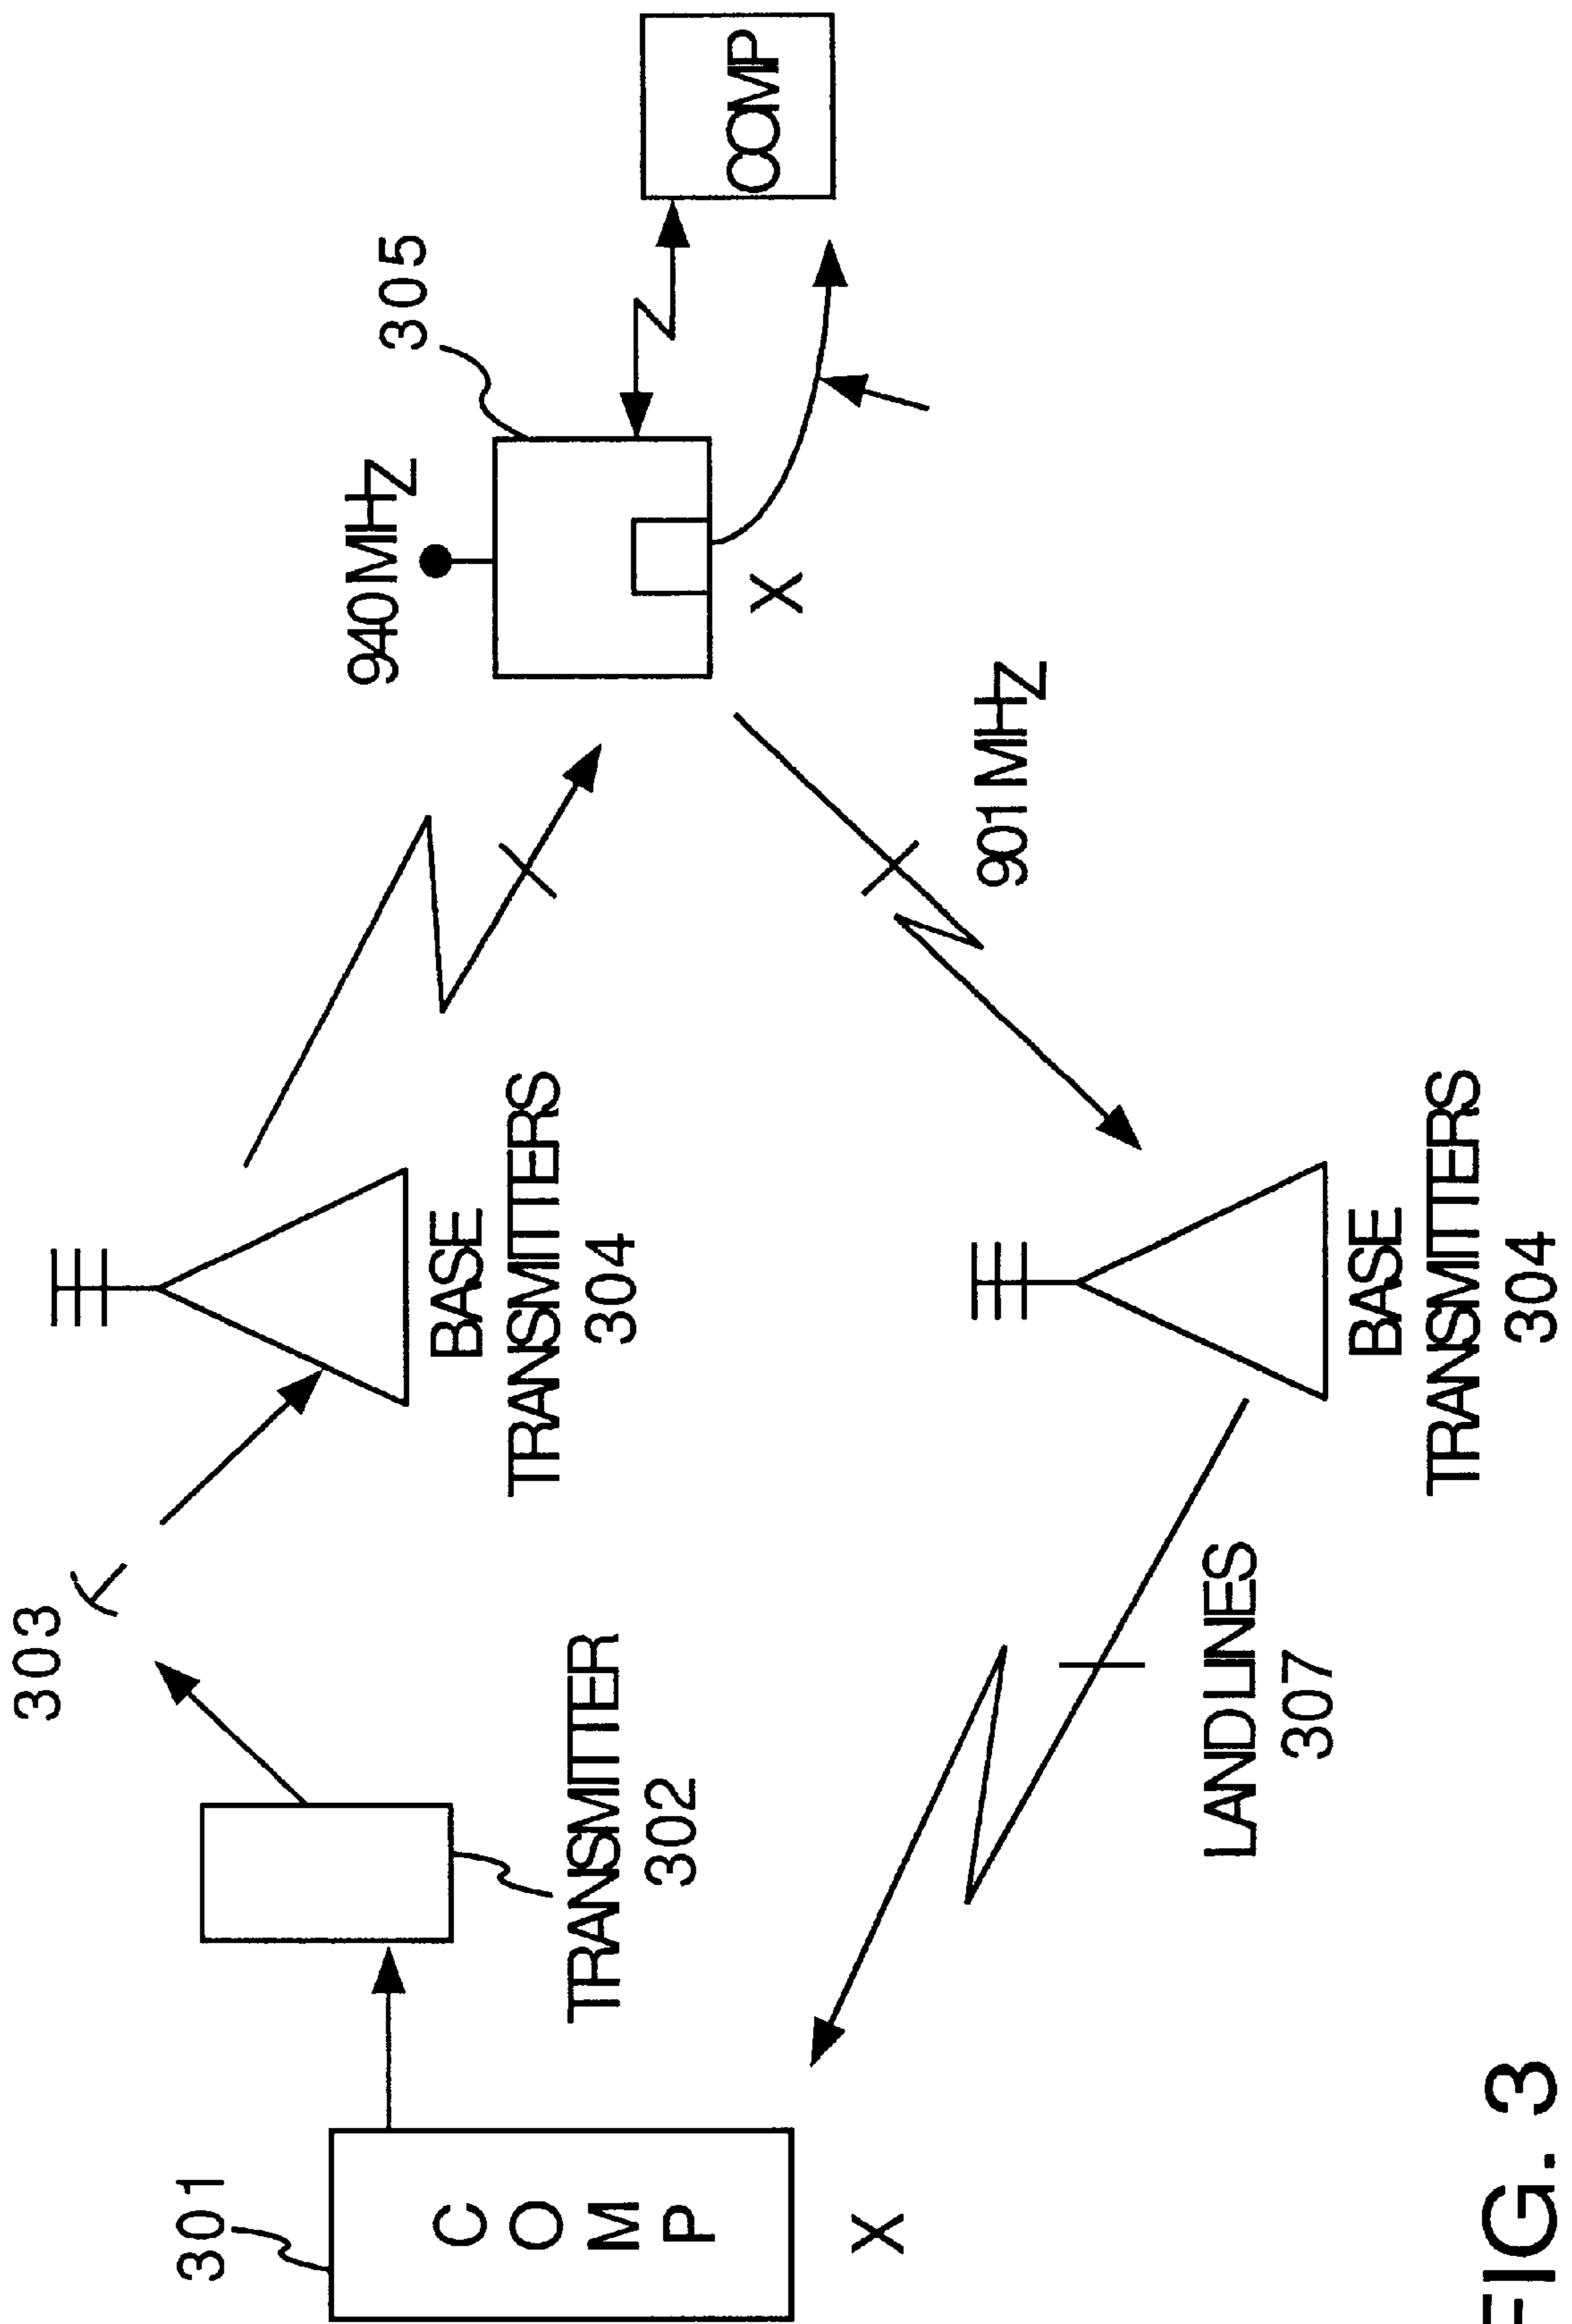 303
301
C
O
M
P
X
TRANSMITTER
302
BASE
TRANSMITTERS
304
940 MHZ
305
X
COMP
901 MHZ
LAND LINES
307
BASE
TRANSMITTERS
304
FIG. 3